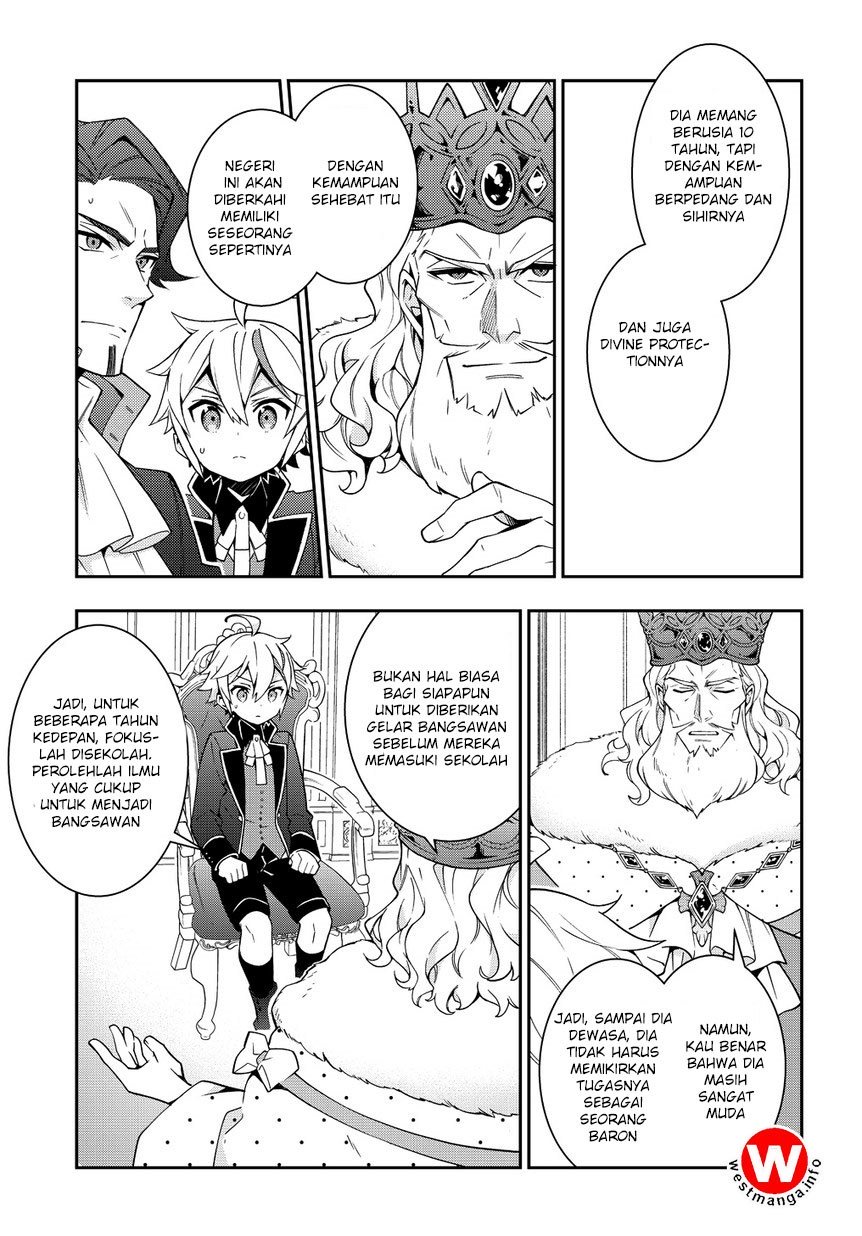 DIA MEMANG
BERUSIA 10
TAHUN, TAPI
DENGAN KEM-
AMPUAN
BERPEDANG DAN
SIHIRNYA
DAN JUGA
DIVINE PROTEC-
TIONNYA
DENGAN
KEMAMPUAN
SEHEBAT ITU
NEGERI
INI AKAN
DIBERKAHI
MEMILIKI
SESEORANG
SEPERTINYA
NAMUN,
KAU BENAR
BAHWA DIA
MASIH
SANGAT
MUDA
JADI, SAMPAI DIA
DEWASA, DIA
TIDAK HARUS
MEMIKIRKAN
TUGASNYA
SEBAGAI
SEORANG
BARON
BUKAN HAL BIASA
BAGI SIAPAPUN
UNTUK DIBERIKAN
GELAR BANGSAWAN
SEBELUM MEREKA
MEMASUKI SEKOLAH
JADI, UNTUK
BEBERAPA TAHUN
KEDEPAN, FOKUS-
LAH DISEKOLAH.
PEROLEHLAH ILMU
YANG CUKUP
UNTUK MENJADI
BANGSAWAN
W
westmanga.info